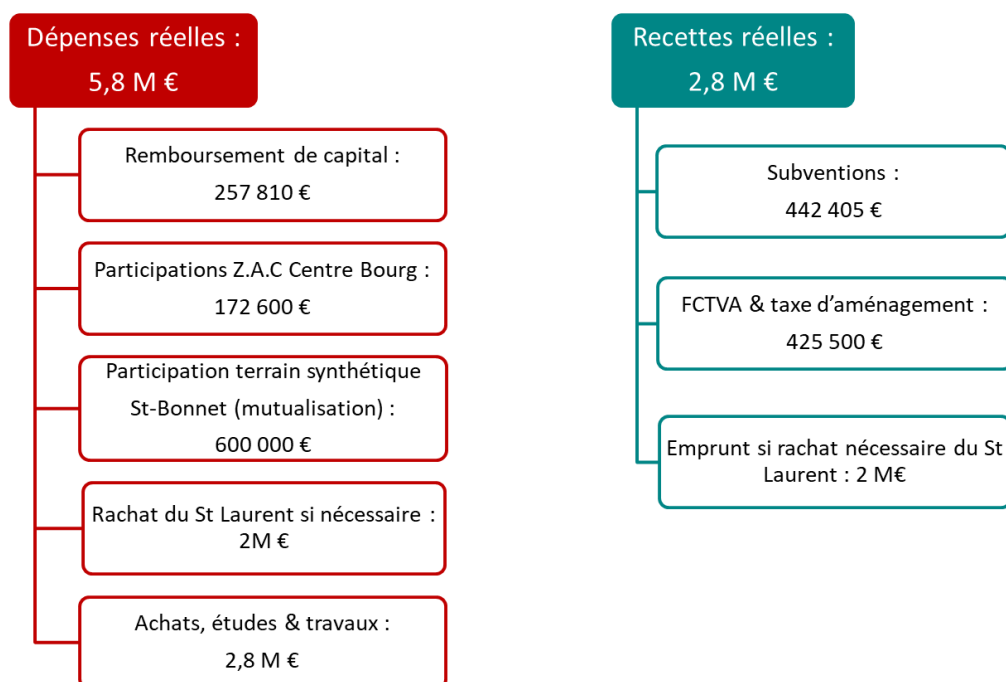 Dépenses réelles :
5,8 M €
Remboursement de capital :
257 810 €
Participations Z.A.C Centre Bourg :
172 600 €
Participation terrain synthétique
St-Bonnet (mutualisation) :
600 000 €
Rachat du St Laurent si nécessaire :
2M €
Achats, études & travaux :
2,8 M €
Recettes réelles :
2,8 M €
Subventions :
442 405 €
FCTVA & taxe d’aménagement :
425 500 €
Emprunt si rachat nécessaire du St
Laurent : 2 M€